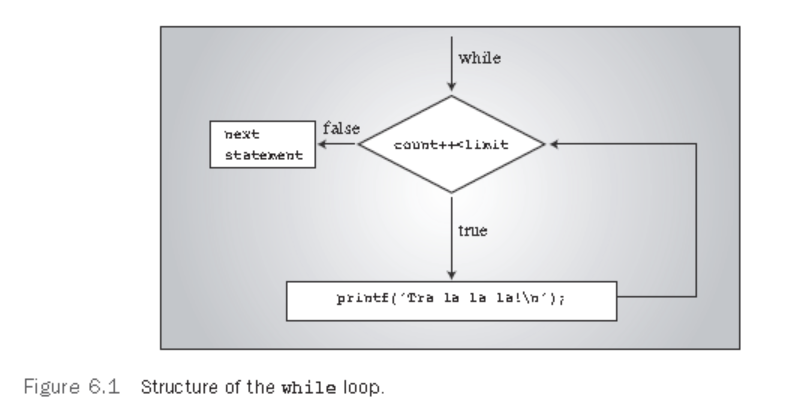 while
next
statement
false
count++<limit
true
printf("Tra la la la!\n");
Figure 6.1 Structure of the while loop.